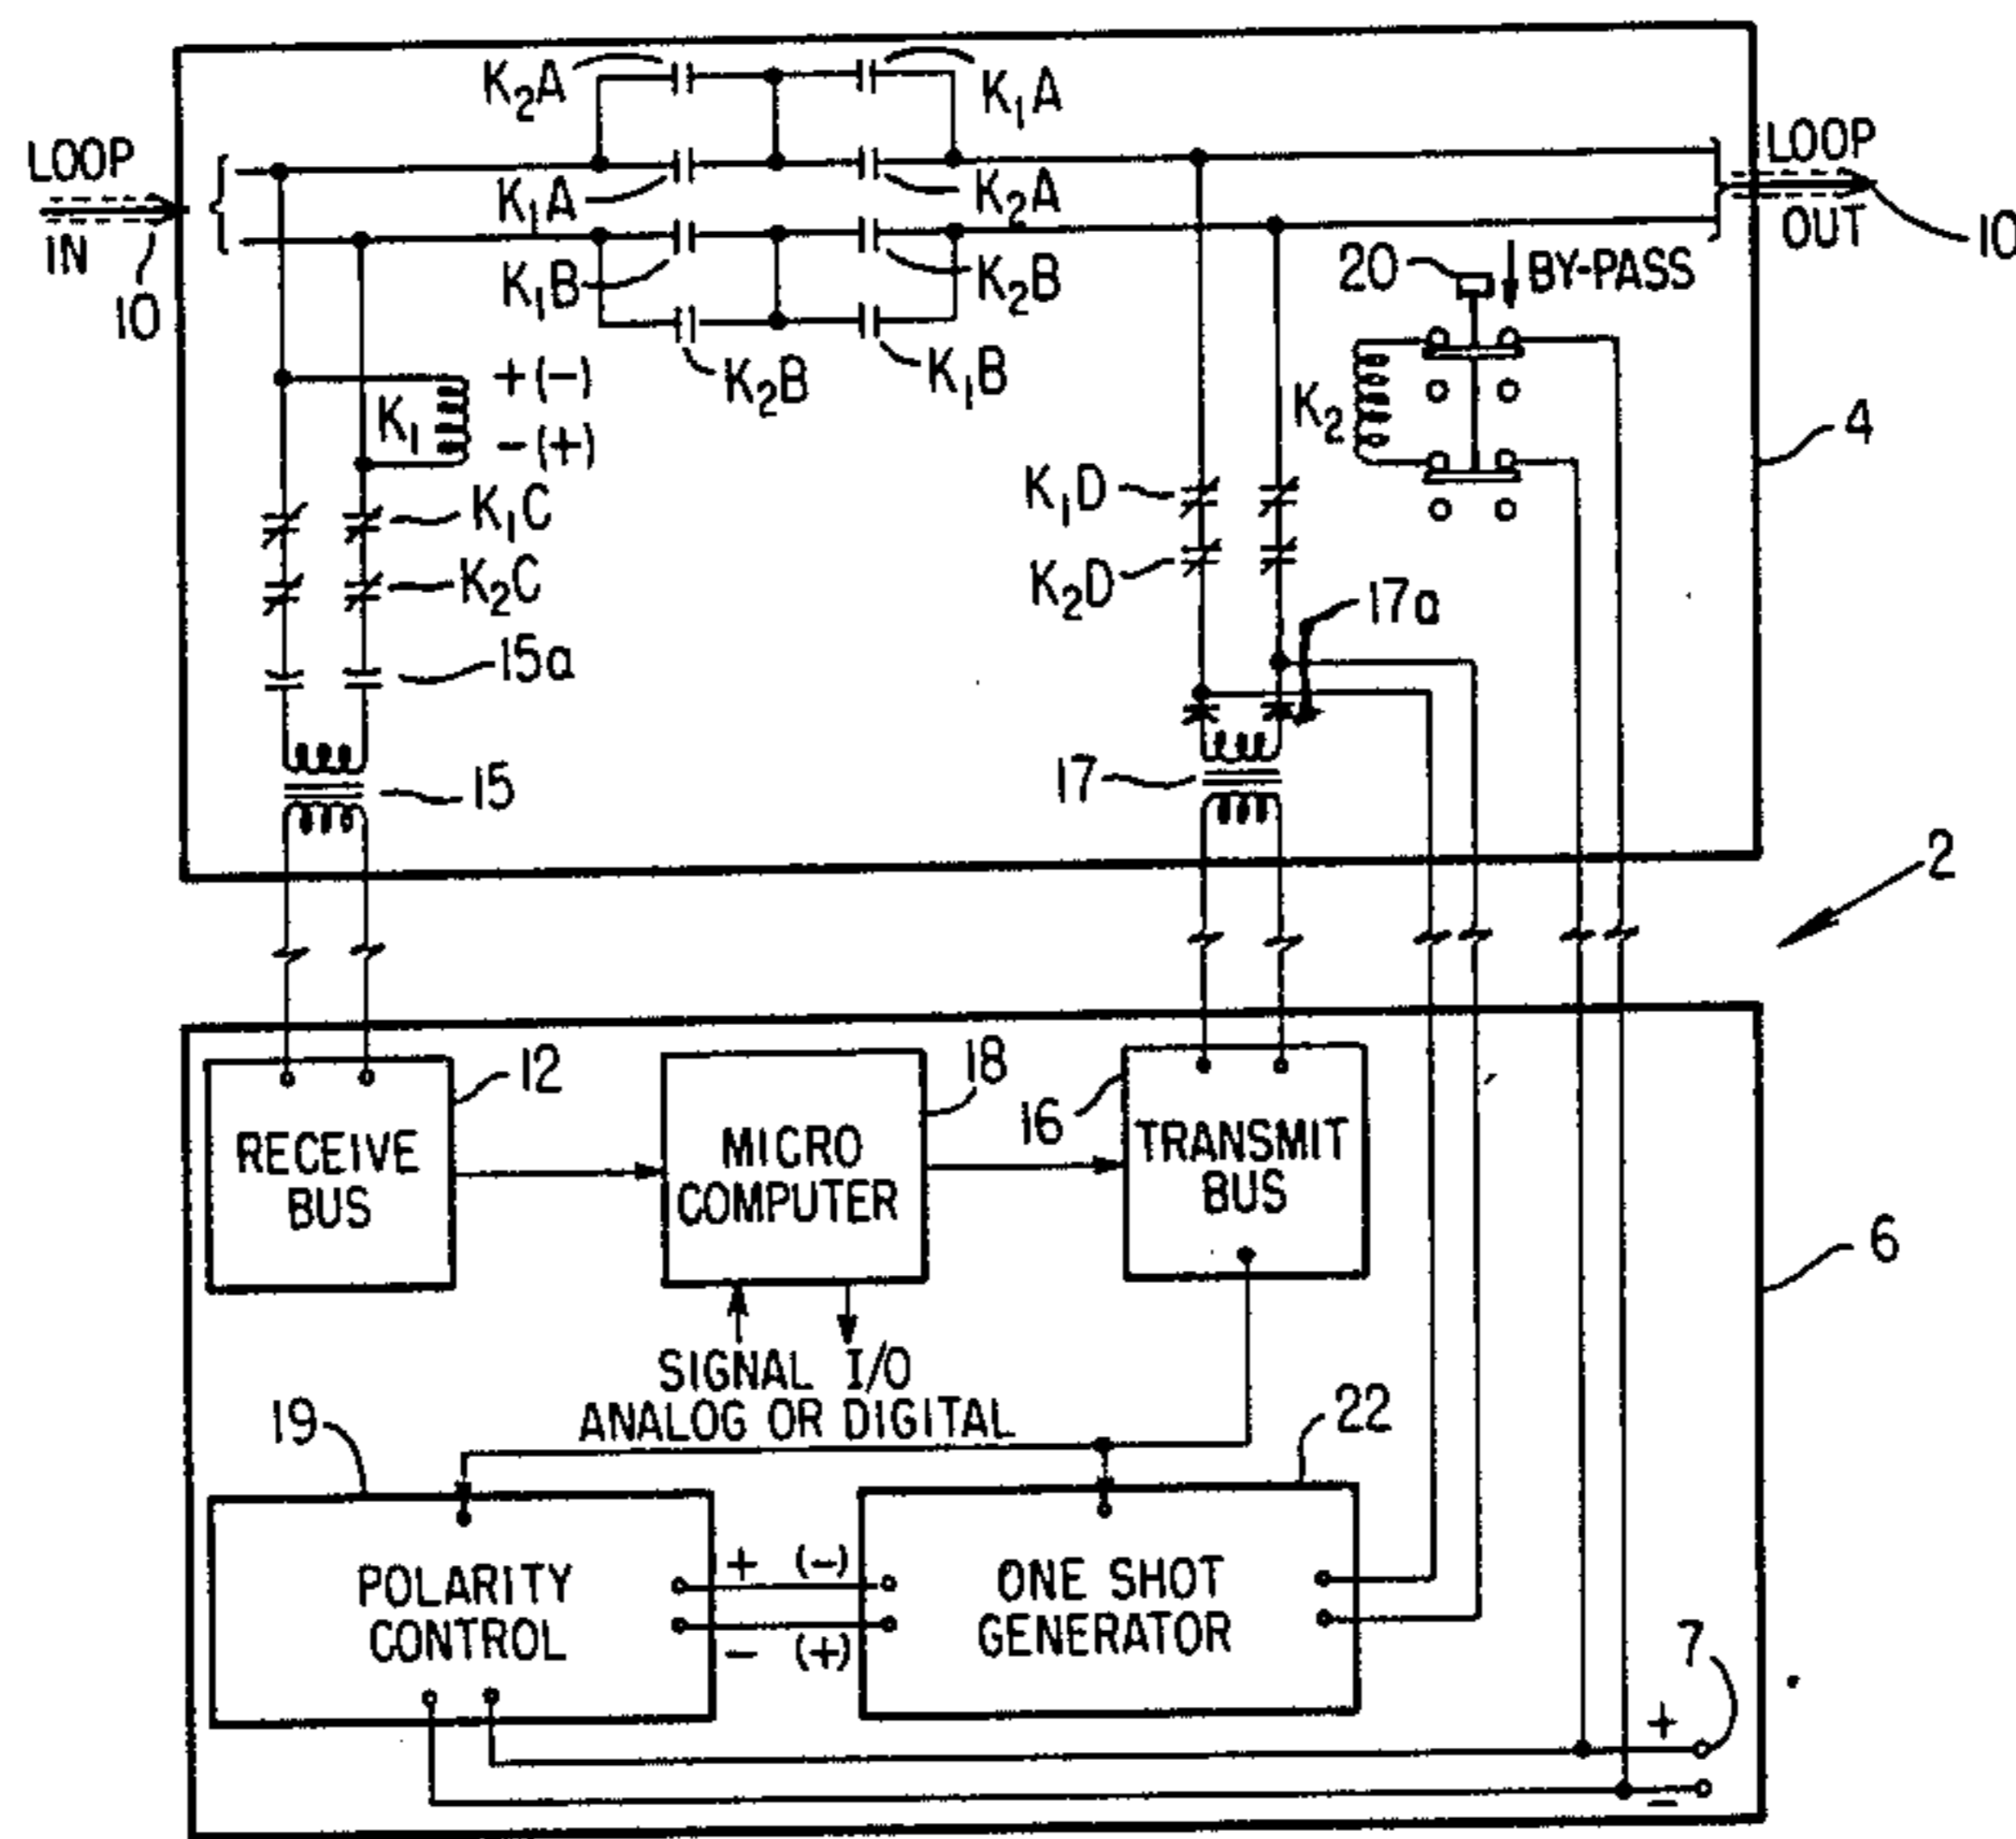 K₂A
K₁A
LOOP
IN
10
K₁A
K₂A
LOOP
OUT
10
K₁B
K₂B
20
BY-PASS
K₂B
K₁B
K₁
+(-)
-(+)
K₂
4
K₁C
K₂C
K₁D
K₂D
15a
17a
15
17
2
12
18
16
RECEIVE
BUS
MICRO
COMPUTER
TRANSMIT
BUS
6
SIGNAL I/O
ANALOG OR DIGITAL
19
22
POLARITY
CONTROL
+ (-)
- (+)
ONE SHOT
GENERATOR
7
+
-